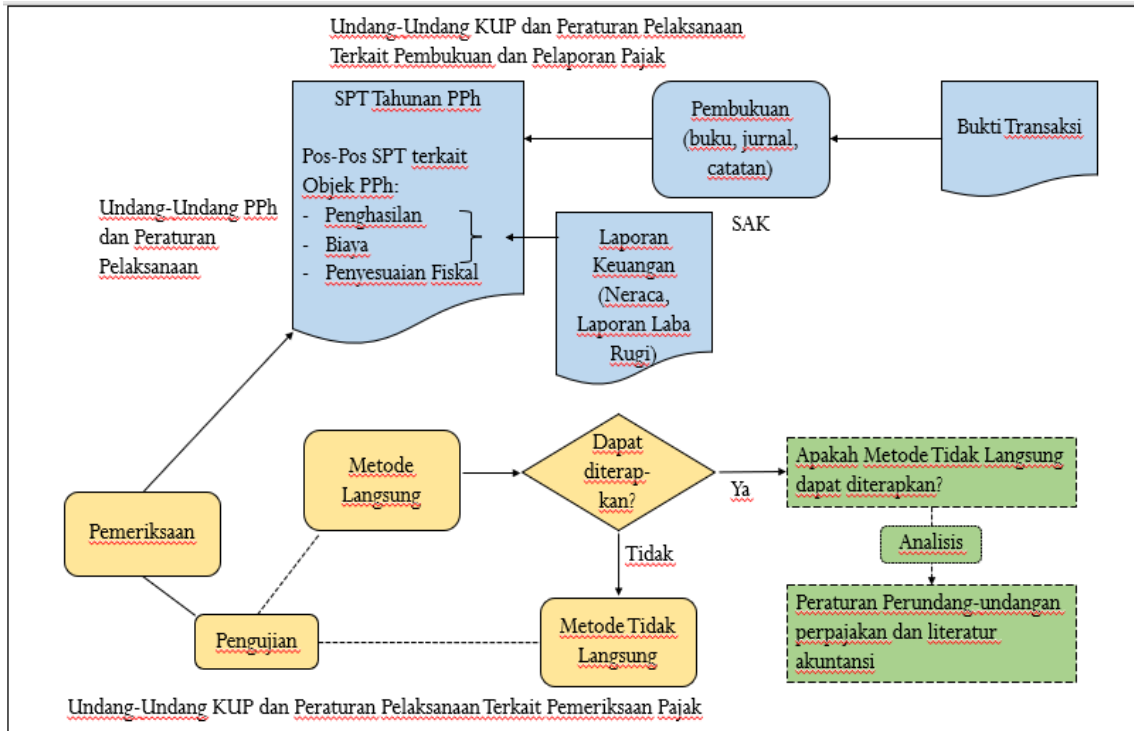 Undang-Undang KUP dan Peraturan Pelaksanaan
Terkait Pembukuan dan Pelaporan Pajak
SPT Tahunan PPh
Pos-Pos SPT terkait
Objek PPh:
- Penghasilan
- Biaya
- Penyesuaian Fiskal
Pembukuan
(buku, jurnal,
catatan)
Bukti Transaksi
Undang-Undang PPh
dan Peraturan
Pelaksanaan
SAK
Laporan
Keuangan
(Neraca,
Laporan Laba
Rugi)
Metode
Langsung
Dapat
diterap-
kan?
Ya
Apakah Metode Tidak Langsung
dapat diterapkan?
Pemeriksaan
Tidak
Analisis
Pengujian
Metode Tidak
Langsung
Peraturan Perundang-undangan
perpajakan dan literatur
akuntansi
Undang-Undang KUP dan Peraturan Pelaksanaan Terkait Pemeriksaan Pajak